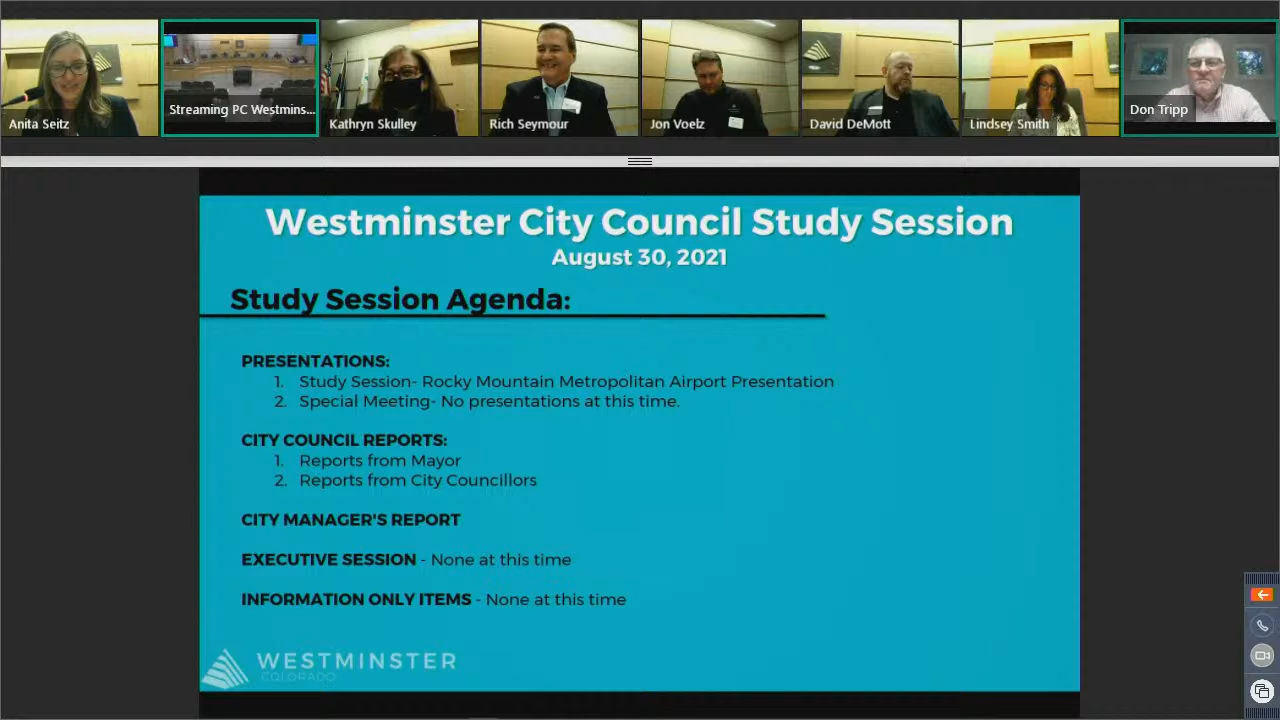 Anita Seitz
Streaming PC Westmins...
Kathryn Skulley
Rich Seymour
Jon Voelz
David DeMott
Lindsey Smith
Don Tripp
Westminster City Council Study Session
August 30, 2021
Study Session Agenda:
PRESENTATIONS:
1. Study Session- Rocky Mountain Metropolitan Airport Presentation
2. Special Meeting- No presentations at this time.
CITY COUNCIL REPORTS:
1. Reports from Mayor
2. Reports from City Councillors
CITY MANAGER'S REPORT
EXECUTIVE SESSION - None at this time
INFORMATION ONLY ITEMS - None at this time
WESTMINSTER
COLORADO